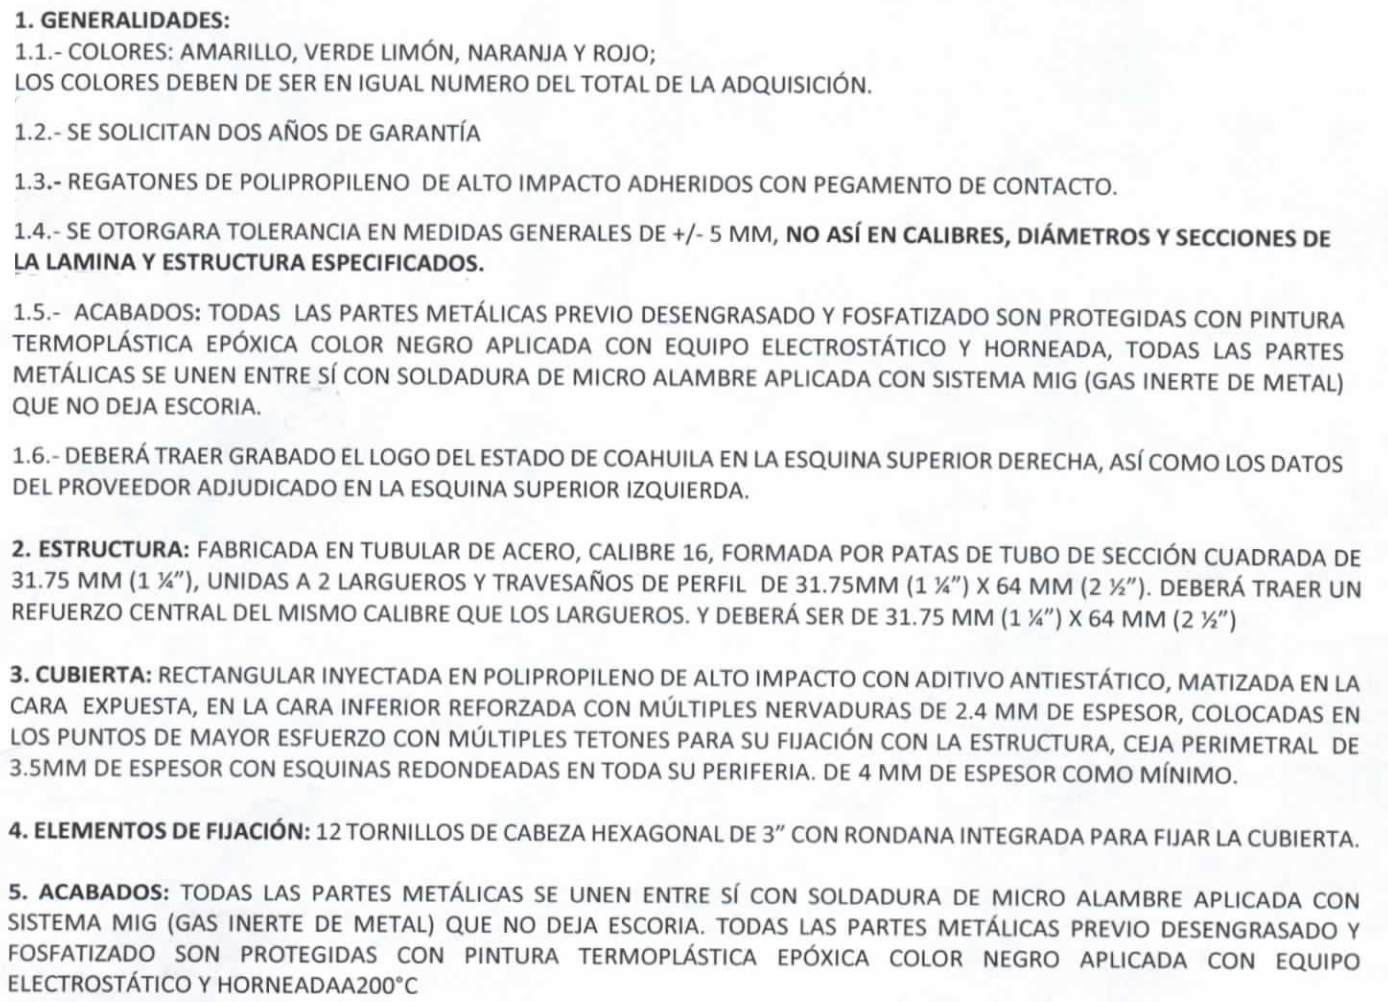 1. GENERALIDADES:
1.1.- COLORES: AMARILLO, VERDE LIMÓN, NARANJA Y ROJO;
LOS COLORES DEBEN DE SER EN IGUAL NUMERO DEL TOTAL DE LA ADQUISICIÓN.
1.2.- SE SOLICITAN DOS AÑOS DE GARANTÍA
1.3.- REGATONES DE POLIPROPILENO DE ALTO IMPACTO ADHERIDOS CON PEGAMENTO DE CONTACTO.
1.4.- SE OTORGARA TOLERANCIA EN MEDIDAS GENERALES DE +/- 5 MM, NO ASÍ EN CALIBRES, DIÁMETROS Y SECCIONES DE
LA LAMINA Y ESTRUCTURA ESPECIFICADOS.
1.5.- ACABADOS: TODAS LAS PARTES METÁLICAS PREVIO DESENGRASADO Y FOSFATIZADO SON PROTEGIDAS CON PINTURA
TERMOPLÁSTICA EPÓXICA COLOR NEGRO APLICADA CON EQUIPO ELECTROSTÁTICO Y HORNEADA, TODAS LAS PARTES
METÁLICAS SE UNEN ENTRE SÍ CON SOLDADURA DE MICRO ALAMBRE APLICADA CON SISTEMA MIG (GAS INERTE DE METAL)
QUE NO DEJA ESCORIA.
1.6.- DEBERÁ TRAER GRABADO EL LOGO DEL ESTADO DE COAHUILA EN LA ESQUINA SUPERIOR DERECHA, ASÍ COMO LOS DATOS
DEL PROVEEDOR ADJUDICADO EN LA ESQUINA SUPERIOR IZQUIERDA.
2. ESTRUCTURA: FABRICADA EN TUBULAR DE ACERO, CALIBRE 16, FORMADA POR PATAS DE TUBO DE SECCIÓN CUADRADA DE
31.75 MM (1 ¼"), UNIDAS A 2 LARGUEROS Y TRAVESAÑOS DE PERFIL DE 31.75MM (1 ¼") X 64 MM (2 ½"). DEBERÁ TRAER UN
REFUERZO CENTRAL DEL MISMO CALIBRE QUE LOS LARGUEROS. Y DEBERÁ SER DE 31.75 MM (1 ¼") X 64 MM (2 ½")
3. CUBIERTA: RECTANGULAR INYECTADA EN POLIPROPILENO DE ALTO IMPACTO CON ADITIVO ANTIESTÁTICO, MATIZADA EN LA
CARA EXPUESTA, EN LA CARA INFERIOR REFORZADA CON MÚLTIPLES NERVADURAS DE 2.4 MM DE ESPESOR, COLOCADAS EN
LOS PUNTOS DE MAYOR ESFUERZO CON MÚLTIPLES TETONES PARA SU FIJACIÓN CON LA ESTRUCTURA, CEJA PERIMETRAL DE
3.5MM DE ESPESOR CON ESQUINAS REDONDEADAS EN TODA SU PERIFERIA. DE 4 MM DE ESPESOR COMO MÍNIMO.
4. ELEMENTOS DE FIJACIÓN: 12 TORNILLOS DE CABEZA HEXAGONAL DE 3" CON RONDANA INTEGRADA PARA FIJAR LA CUBIERTA.
5. ACABADOS: TODAS LAS PARTES METÁLICAS SE UNEN ENTRE SÍ CON SOLDADURA DE MICRO ALAMBRE APLICADA CON
SISTEMA MIG (GAS INERTE DE METAL) QUE NO DEJA ESCORIA. TODAS LAS PARTES METÁLICAS PREVIO DESENGRASADO Y
FOSFATIZADO SON PROTEGIDAS CON PINTURA TERMOPLÁSTICA EPÓXICA COLOR NEGRO APLICADA CON EQUIPO
ELECTROSTÁTICO Y HORNEADAA200°C